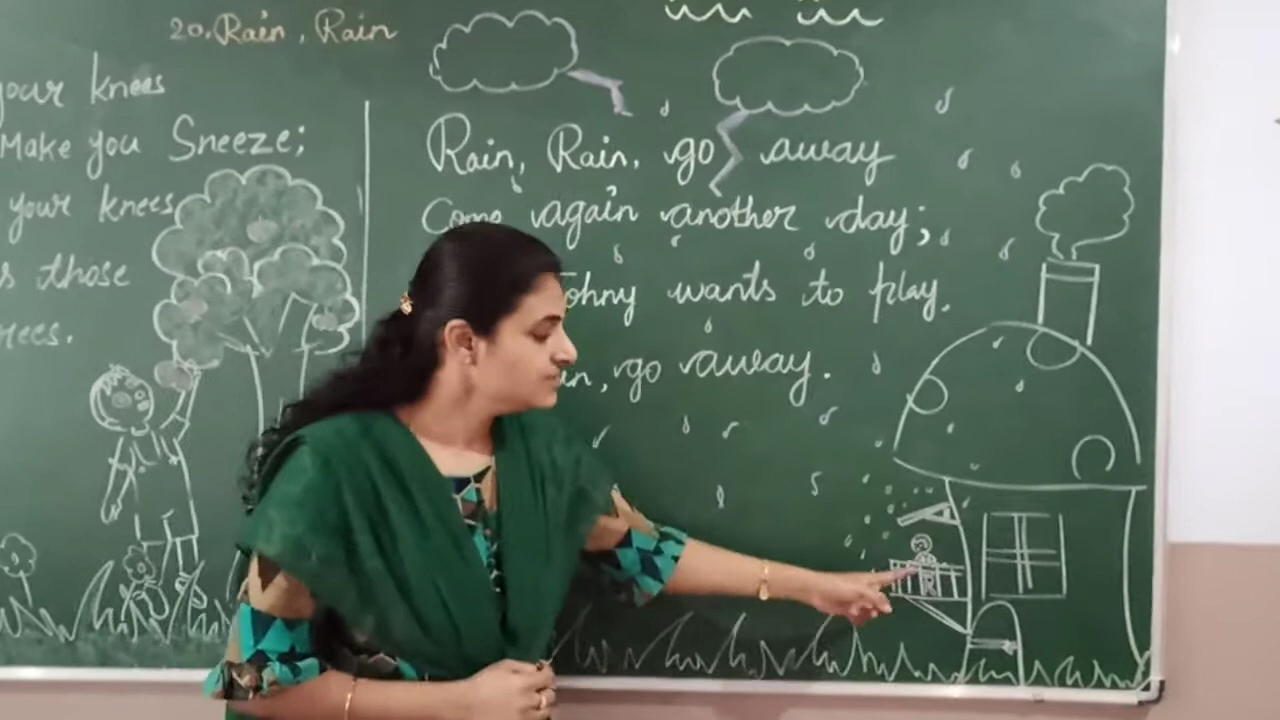 20. Rain, Rain
your knees
Make you Sneeze;
your knees
those
Rain, Rain, go away
Come again another day;
Johny wants to play.
go away.